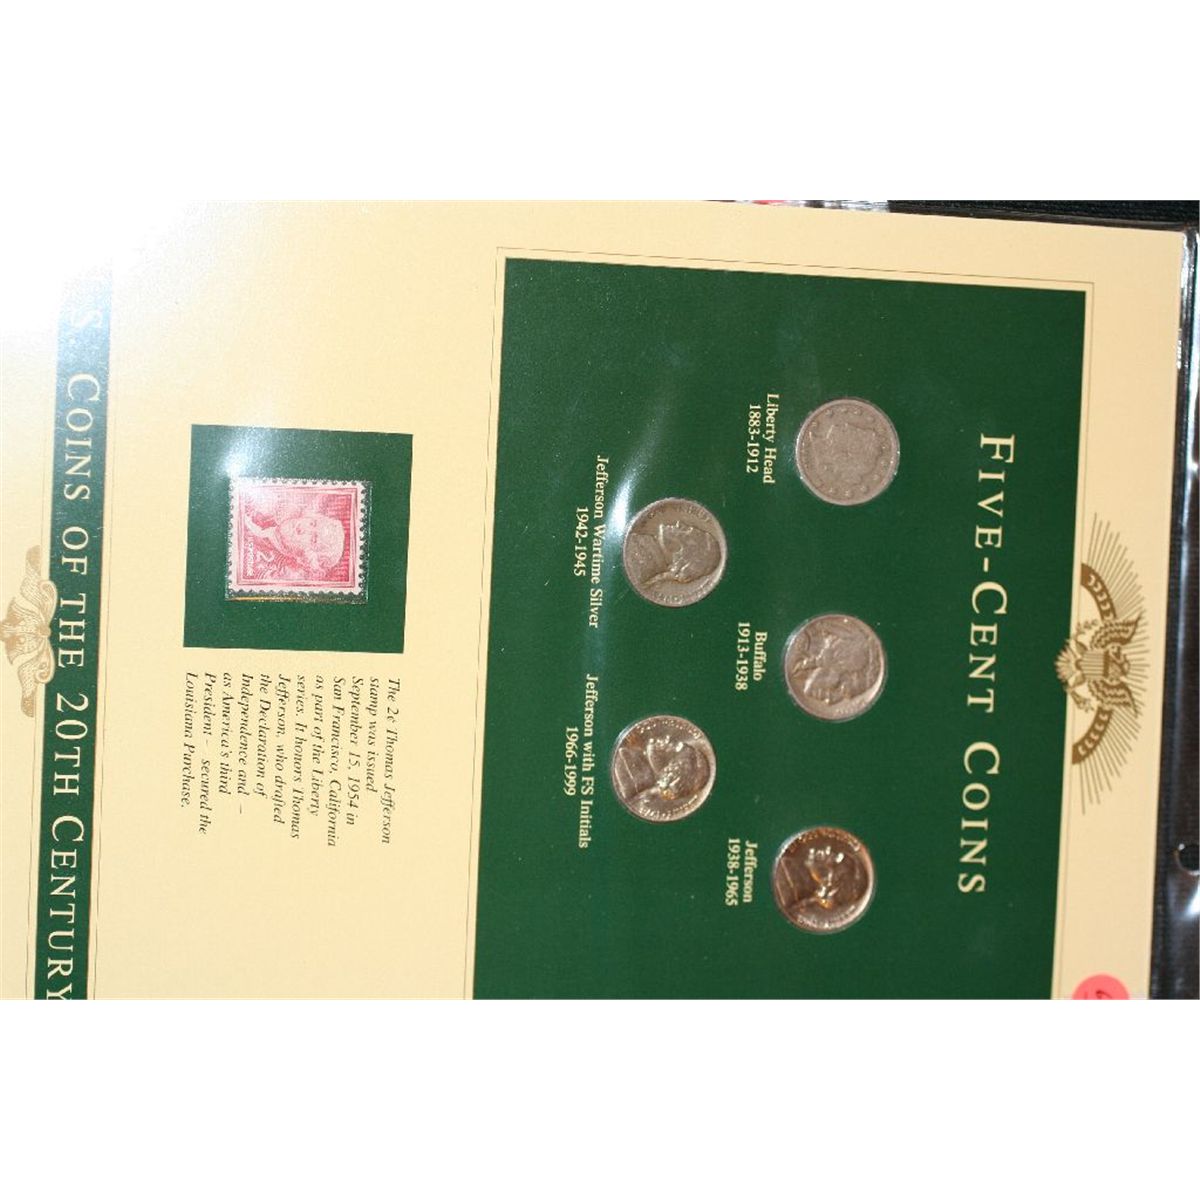 FIVE-CENT COINS
Liberty Head
1883-1912
Buffalo
1913-1938
Jefferson
1938-1965
Jefferson Wartime Silver
1942-1945
Jefferson with FS Initials
1966-1999
The 2¢ Thomas Jefferson
stamp was issued
September 15, 1954 in
San Francisco, California
as part of the Liberty
series. It honors Thomas
Jefferson, who drafted
the Declaration of
Independence and –
as America's third
President – secured the
Louisiana Purchase.
S COINS OF THE 20TH CENTURY